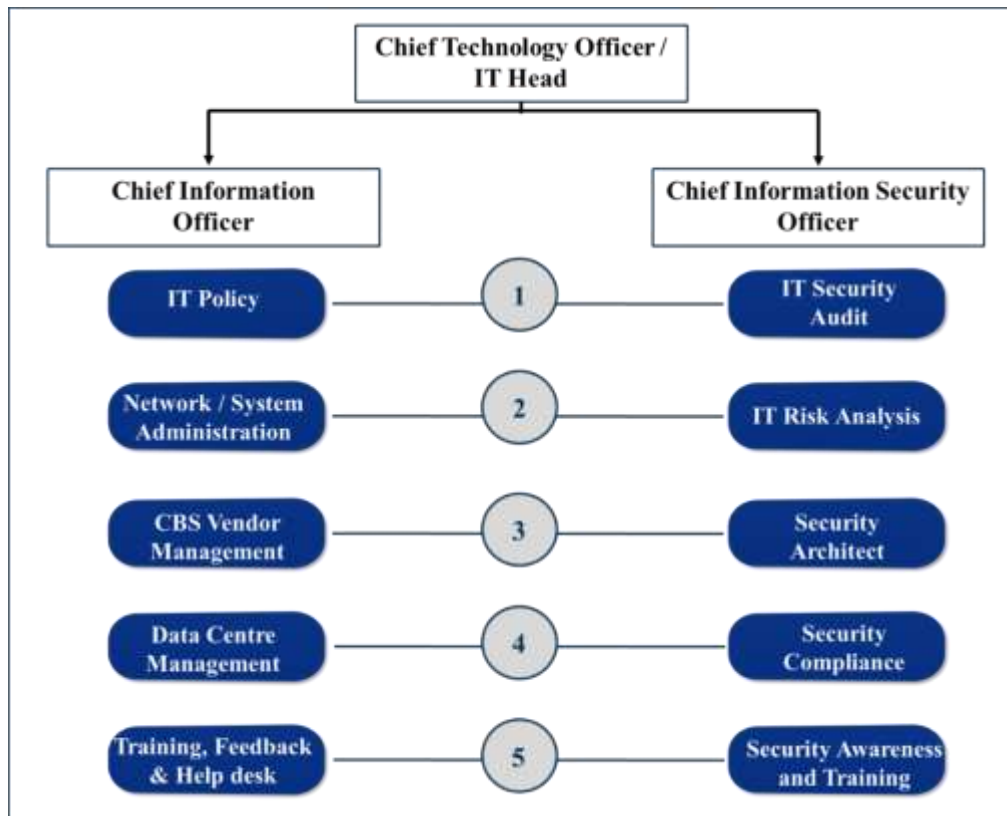 Chief Technology Officer /
IT Head
Chief Information
Officer
Chief Information Security
Officer
IT Policy
1
IT Security
Audit
Network / System
Administration
2
IT Risk Analysis
CBS Vendor
Management
3
Security
Architect
Data Centre
Management
4
Security
Compliance
Training, Feedback
& Help desk
5
Security Awareness
and Training